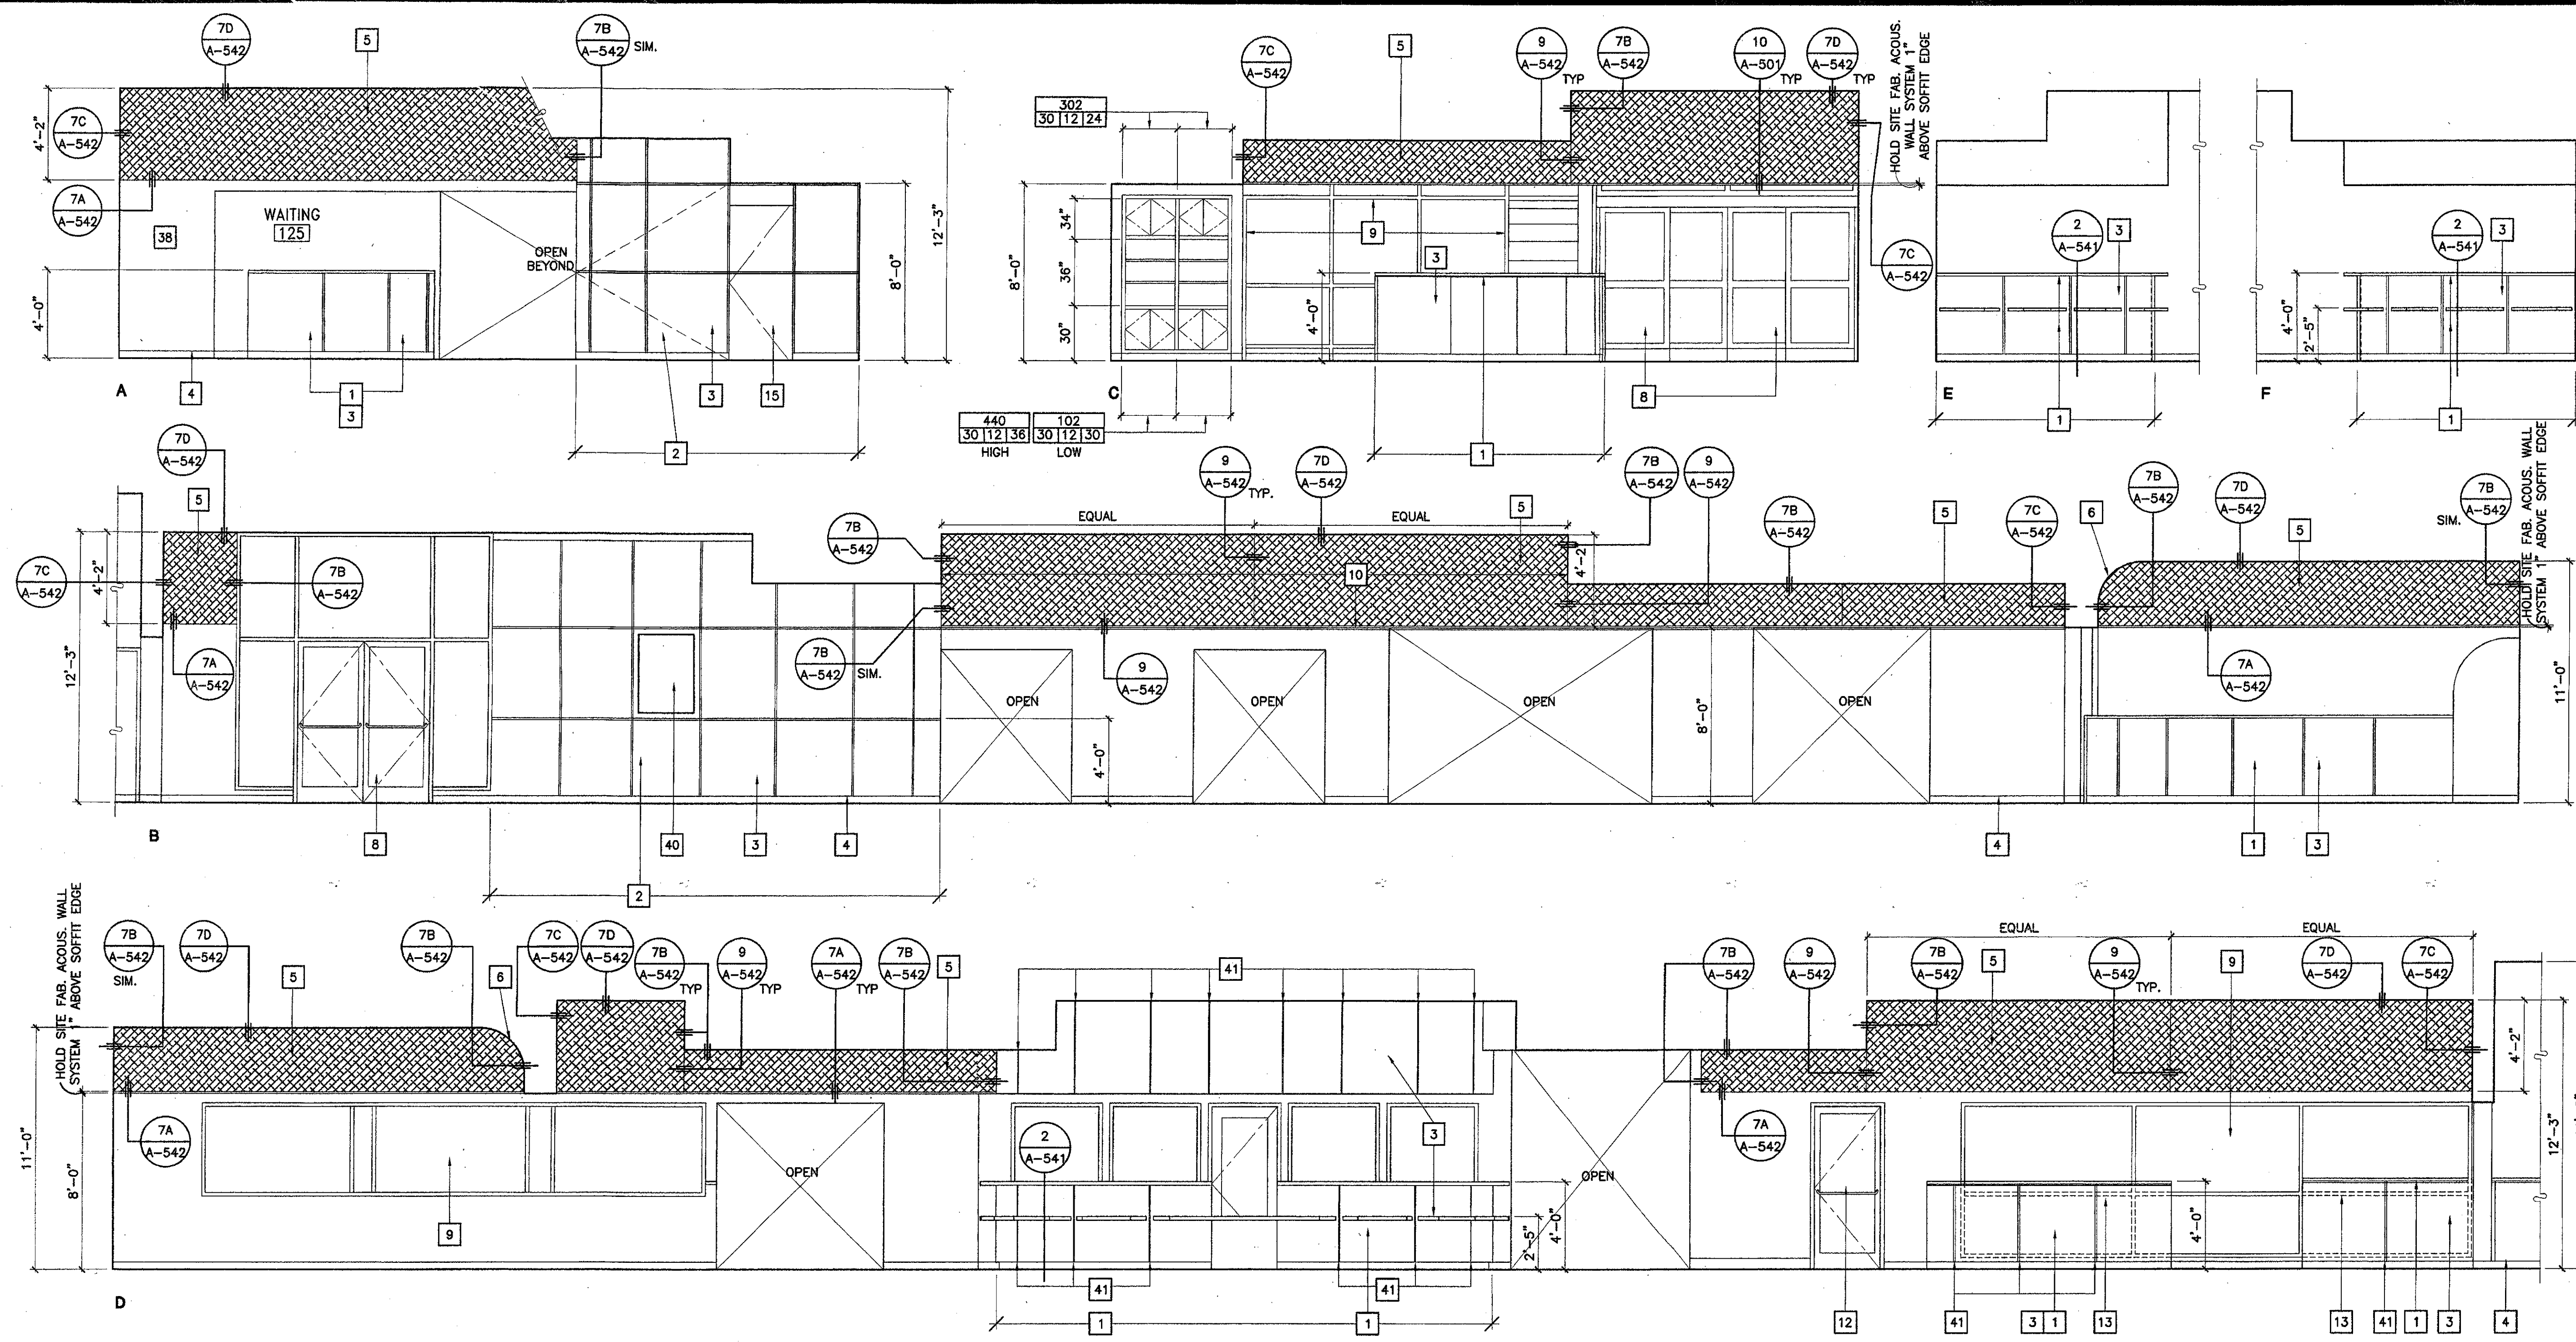 7D
A-542
5
7B
A-542
SIM.
4'-2"
7C
A-542
7A
A-542
38
WAITING
125
OPEN
BEYOND
4'-0"
8'-0"
12'-3"
A
4
1
3
3
15
2
302
30 12 24
7C
A-542
5
9
A-542
TYP
7B
A-542
10
A-501
TYP
7D
A-542
TYP
HOLD SITE FAB. ACOUS.
WALL SYSTEM 1"
ABOVE SOFFIT EDGE
8'-0"
34"
36"
30"
9
3
4'-0"
7C
A-542
C
8
440
30 12 36
HIGH
102
30 12 30
LOW
1
2
A-541
3
E
1
2
A-541
3
4'-0"
2'-5"
F
1
7D
A-542
5
7C
A-542
4'-2"
7B
A-542
7A
A-542
12'-3"
B
8
40
3
4
2
7B
A-542
7B
A-542
SIM.
9
A-542
TYP.
7D
A-542
EQUAL
EQUAL
5
10
7B
A-542
9
A-542
4'-2"
9
A-542
7B
A-542
5
7C
A-542
OPEN
OPEN
OPEN
OPEN
4'-0"
8'-0"
4
6
7B
A-542
7D
A-542
5
7B
A-542
SIM.
HOLD SITE FAB. ACOUS. WALL
SYSTEM 1" ABOVE SOFFIT EDGE
7A
A-542
11'-0"
1
3
HOLD SITE FAB. ACOUS. WALL
SYSTEM 1" ABOVE SOFFIT EDGE
7B
A-542
SIM.
7D
A-542
5
7B
A-542
6
7C
A-542
7D
A-542
7B
A-542
TYP
9
A-542
TYP
7A
A-542
TYP
7B
A-542
5
41
11'-0"
8'-0"
7A
A-542
9
OPEN
2
A-541
3
2'-5"
4'-0"
41
41
1
1
D
OPEN
7B
A-542
9
A-542
7B
A-542
5
EQUAL
EQUAL
9
A-542
TYP.
9
7D
A-542
7C
A-542
7A
A-542
4'-2"
12'-3"
4'-0"
12
41
3 1
13
13
41
1
3
4